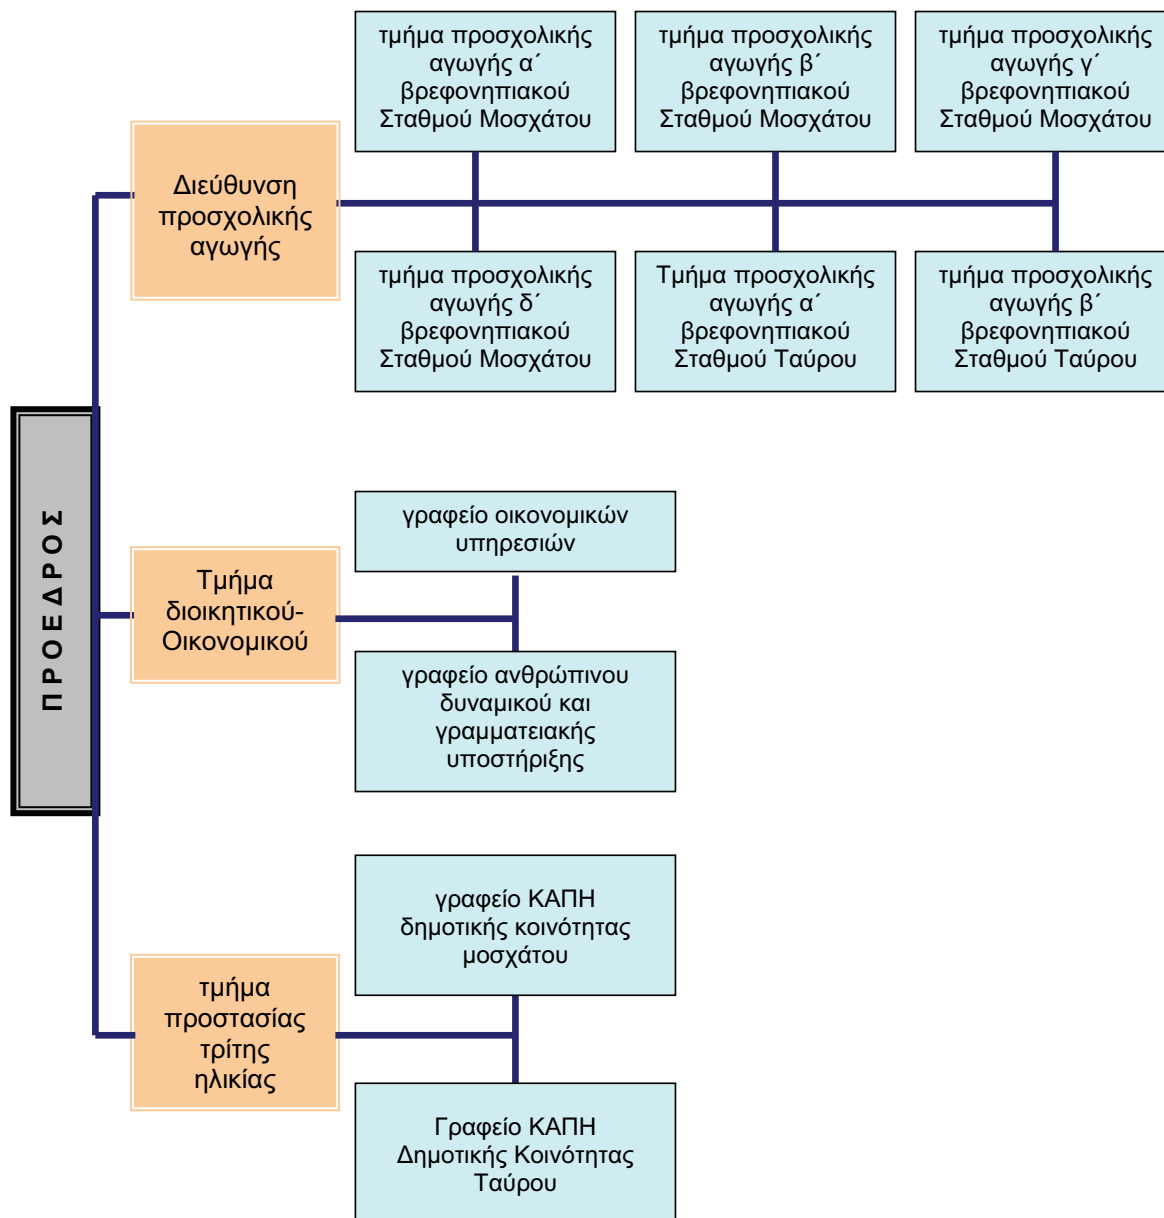 τμήμα προσχολικής
αγωγής α΄
βρεφονηπιακού
Σταθμού Μοσχάτου
τμήμα προσχολικής
αγωγής β΄
βρεφονηπιακού
Σταθμού Μοσχάτου
τμήμα προσχολικής
αγωγής γ΄
βρεφονηπιακού
Σταθμού Μοσχάτου
Διεύθυνση
προσχολικής
αγωγής
τμήμα προσχολικής
αγωγής δ΄
βρεφονηπιακού
Σταθμού Μοσχάτου
Τμήμα προσχολικής
αγωγής α΄
βρεφονηπιακού
Σταθμού Ταύρου
τμήμα προσχολικής
αγωγής β΄
βρεφονηπιακού
Σταθμού Ταύρου
Π Ρ Ο Ε Δ Ρ Ο Σ
γραφείο οικονομικών
υπηρεσιών
Τμήμα
διοικητικού-
Οικονομικού
γραφείο ανθρώπινου
δυναμικού και
γραμματειακής
υποστήριξης
γραφείο ΚΑΠΗ
δημοτικής κοινότητας
μοσχάτου
τμήμα
προστασίας
τρίτης
ηλικίας
Γραφείο ΚΑΠΗ
Δημοτικής Κοινότητας
Ταύρου